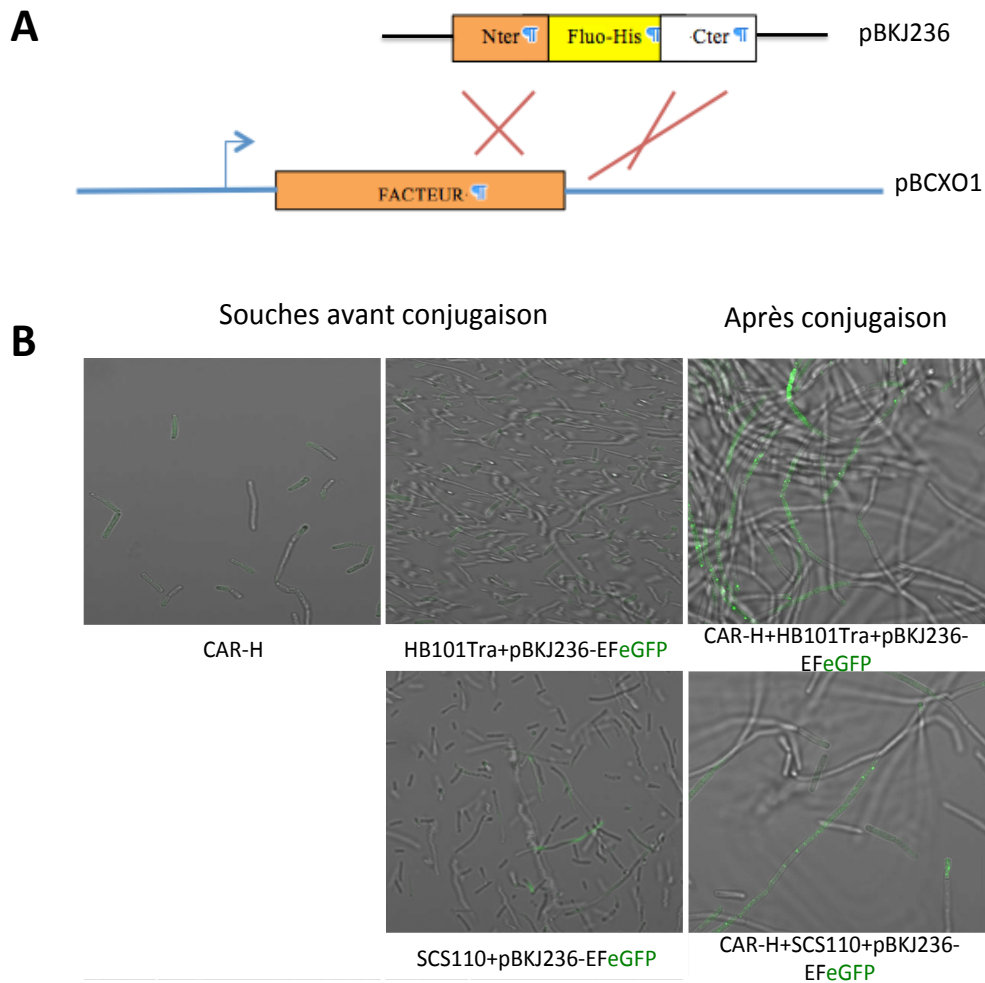 A
Nter¶ Fluo-His¶ ·Cter¶ pBKJ236
FACTEUR·¶ pBCXO1
Souches avant conjugaison Après conjugaison
B
CAR-H HB101Tra+pBKJ236-EFeGFP CAR-H+HB101Tra+pBKJ236-
EFeGFP
SCS110+pBKJ236-EFeGFP CAR-H+SCS110+pBKJ236-
EFeGFP